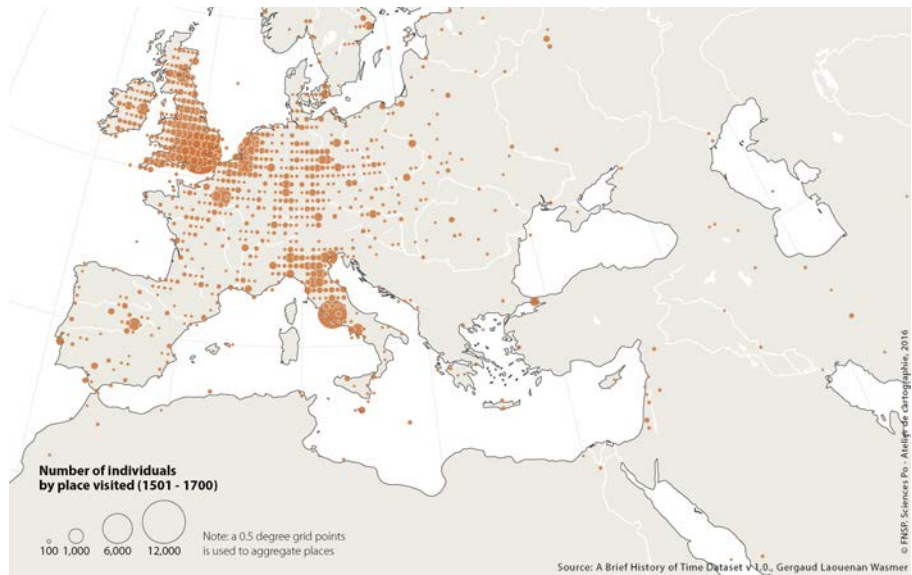 Number of individuals
by place visited (1501 - 1700)
100 1,000 6,000 12,000
Note: a 0.5 degree grid points
is used to aggregate places
© FNSP. Sciences Po - Atelier de cartographie, 2016
Source: A Brief History of Time Dataset v 1.0., Gergaud Laouenan Wasmer